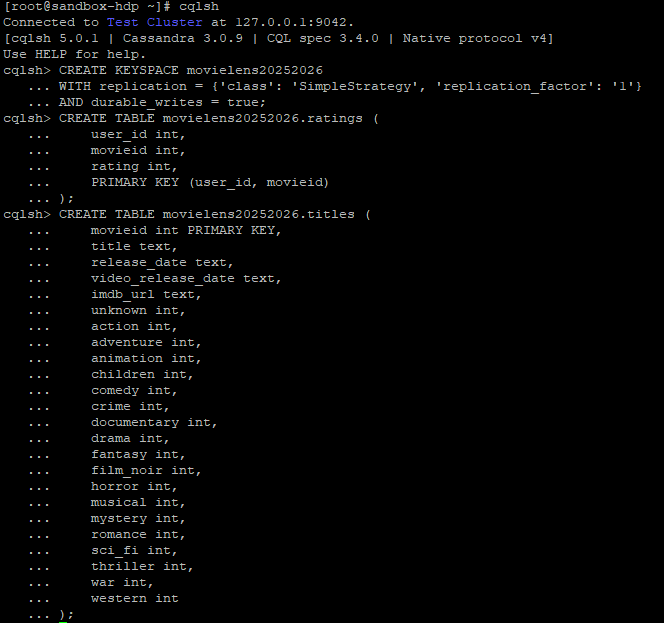 [root@sandbox-hdp ~]# cqlsh
Connected to Test Cluster at 127.0.0.1:9042.
[cqlsh 5.0.1 | Cassandra 3.0.9 | CQL spec 3.4.0 | Native protocol v4]
Use HELP for help.
cqlsh> CREATE KEYSPACE movielens20252026
   ... WITH replication = {'class': 'SimpleStrategy', 'replication_factor': '1'}
   ... AND durable_writes = true;
cqlsh> CREATE TABLE movielens20252026.ratings (
   ...     user_id int,
   ...     movieid int,
   ...     rating int,
   ...     PRIMARY KEY (user_id, movieid)
   ... );
cqlsh> CREATE TABLE movielens20252026.titles (
   ...     movieid int PRIMARY KEY,
   ...     title text,
   ...     release_date text,
   ...     video_release_date text,
   ...     imdb_url text,
   ...     unknown int,
   ...     action int,
   ...     adventure int,
   ...     animation int,
   ...     children int,
   ...     comedy int,
   ...     crime int,
   ...     documentary int,
   ...     drama int,
   ...     fantasy int,
   ...     film_noir int,
   ...     horror int,
   ...     musical int,
   ...     mystery int,
   ...     romance int,
   ...     sci_fi int,
   ...     thriller int,
   ...     war int,
   ...     western int
   ... );